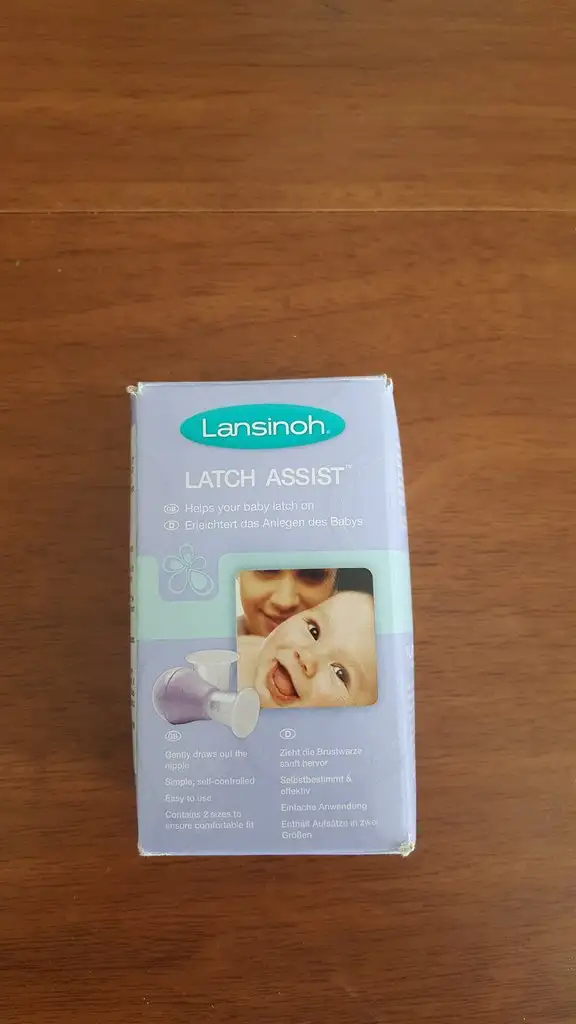 Lansinoh®
LATCH ASSIST™
GB Helps your baby latch on
D Erleichtert das Anlegen des Babys
GB
Gently draws out the
nipple
Simple, self-controlled
Easy to use
Contains 2 sizes to
ensure comfortable fit
D
Zieht die Brustwarze
sanft hervor
Selbstbestimmt &
effektiv
Einfache Anwendung
Enthält Aufsätze in zwei
Größen